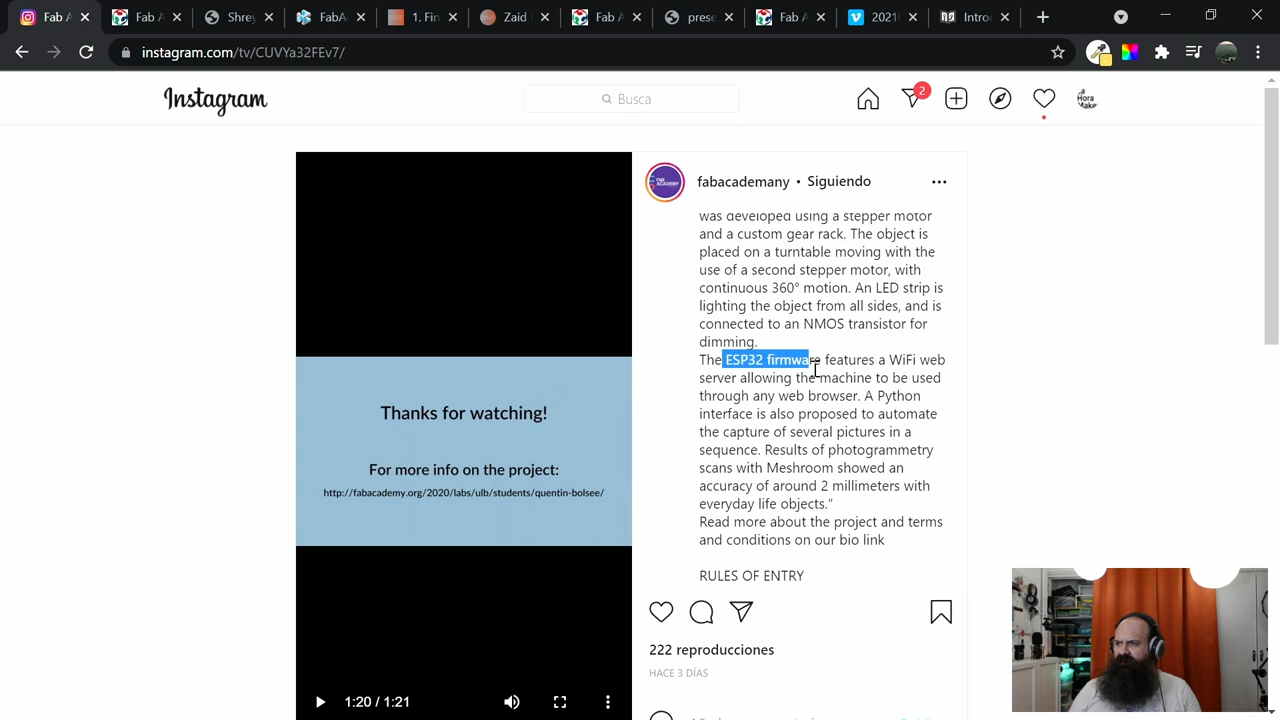 Fab A
Fab A
Shrey
FabAc
1. Fin
Zaid
Fab A
prese
Fab A
2021
Introc
instagram.com/tv/CUVYa32FEv7/
Instagram
Busca
2
a
Hora
Make
FAB
ACADEMY
fabacademany • Siguiendo
was developed using a stepper motor
and a custom gear rack. The object is
placed on a turntable moving with the
use of a second stepper motor, with
continuous 360° motion. An LED strip is
lighting the object from all sides, and is
connected to an NMOS transistor for
dimming.
The ESP32 firmware features a WiFi web
server allowing the machine to be used
through any web browser. A Python
interface is also proposed to automate
the capture of several pictures in a
sequence. Results of photogrammetry
scans with Meshroom showed an
accuracy of around 2 millimeters with
everyday life objects.”
Read more about the project and terms
and conditions on our bio link
RULES OF ENTRY
Thanks for watching!
For more info on the project:
http://fabacademy.org/2020/labs/ulb/students/quentin-bolsee/
222 reproducciones
HACE 3 DÍAS
1:20 / 1:21